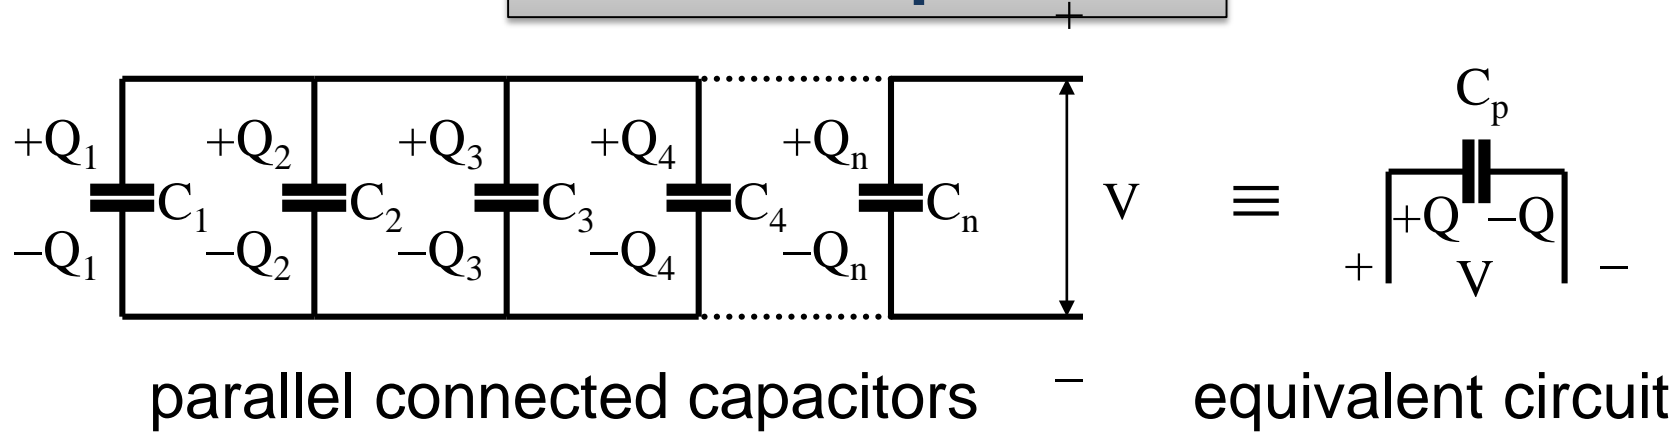 +
+Q1 +Q2 +Q3 +Q4 +Qn
C1 C2 C3 C4 Cn V ≡
−Q1 −Q2 −Q3 −Q4 −Qn
Cp
+Q −Q
+ V −
−
parallel connected capacitors
equivalent circuit